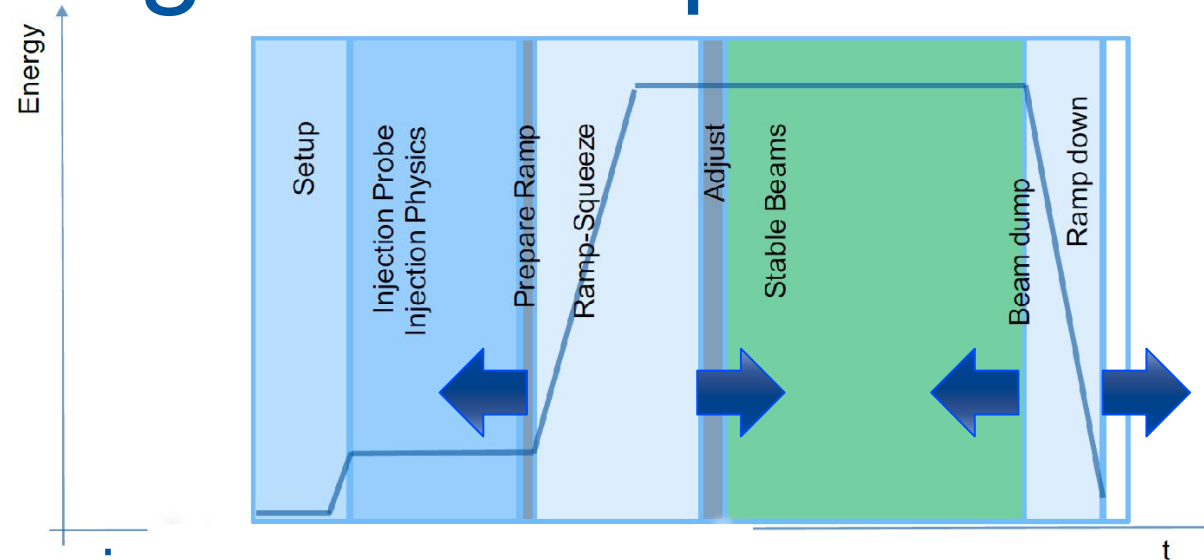 Energy
Setup
Injection Probe
Injection Physics
Prepare Ramp
Ramp-Squeeze
Adjust
Stable Beams
Beam dump
Ramp down
t